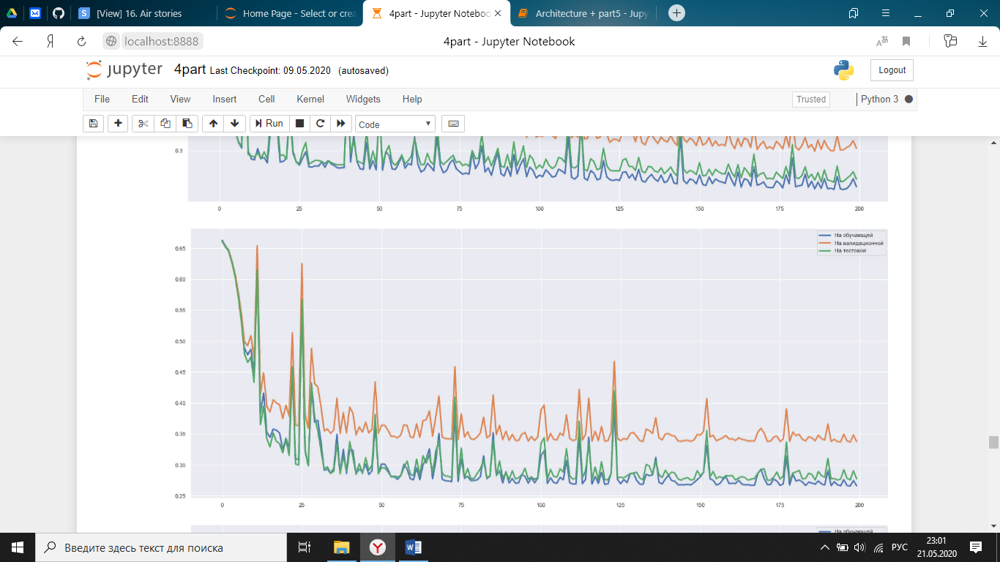 [View] 16. Air stories
Home Page - Select or crea
4part - Jupyter Noteboo
Architecture + part5 - Jupy
localhost:8888
4part - Jupyter Notebook
jupyter 4part Last Checkpoint: 09.05.2020 (autosaved)
Logout
File Edit View Insert Cell Kernel Widgets Help
Trusted Python 3
Run Code
0.3
0 25 50 75 100 125 150 175 200
На обучающей
На валидационной
На тестовой
0.65
0.60
0.55
0.50
0.45
0.40
0.35
0.30
0.25
0 25 50 75 100 125 150 175 200
На обучающей
Введите здесь текст для поиска
РУС
23:01
21.05.2020